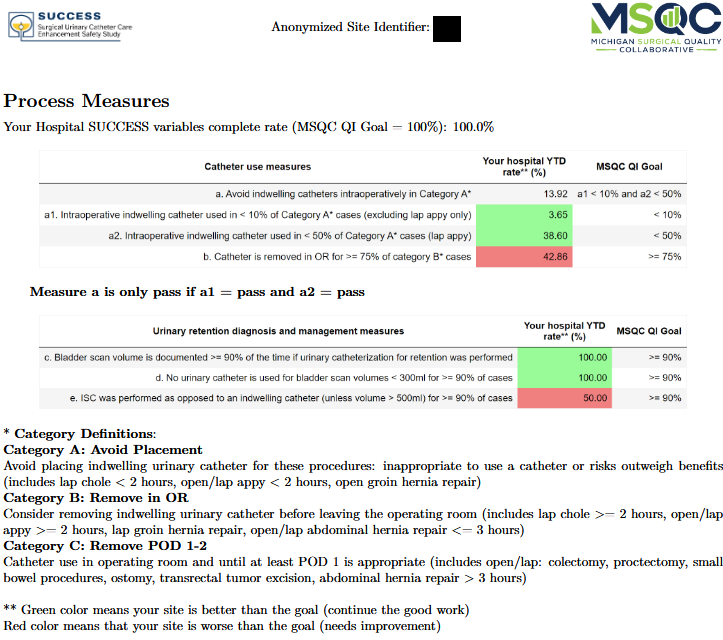 SUCCESS
Surgical Urinary Catheter Care
Enhancement Safety Study
Anonymized Site Identifier:
MSQC
MICHIGAN SURGICAL QUALITY
COLLABORATIVE
Process Measures
Your Hospital SUCCESS variables complete rate (MSQC QI Goal = 100%): 100.0%
Catheter use measures Your hospital YTD rate** (%) MSQC QI Goal
a. Avoid indwelling catheters intraoperatively in Category A* 13.92 a1 < 10% and a2 < 50%
a1. Intraoperative indwelling catheter used in < 10% of Category A* cases (excluding lap appy only) 3.65 < 10%
a2. Intraoperative indwelling catheter used in < 50% of Category A* cases (lap appy) 38.60 < 50%
b. Catheter is removed in OR for >= 75% of category B* cases 42.86 >= 75%
Measure a is only pass if a1 = pass and a2 = pass
Urinary retention diagnosis and management measures Your hospital YTD rate** (%) MSQC QI Goal
c. Bladder scan volume is documented >= 90% of the time if urinary catheterization for retention was performed 100.00 >= 90%
d. No urinary catheter is used for bladder scan volumes < 300ml for >= 90% of cases 100.00 >= 90%
e. ISC was performed as opposed to an indwelling catheter (unless volume > 500ml) for >= 90% of cases 50.00 >= 90%
* Category Definitions:
Category A: Avoid Placement
Avoid placing indwelling urinary catheter for these procedures: inappropriate to use a catheter or risks outweigh benefits
(includes lap chole < 2 hours, open/lap appy < 2 hours, open groin hernia repair)
Category B: Remove in OR
Consider removing indwelling urinary catheter before leaving the operating room (includes lap chole >= 2 hours, open/lap
appy >= 2 hours, lap groin hernia repair, open/lap abdominal hernia repair <= 3 hours)
Category C: Remove POD 1-2
Catheter use in operating room and until at least POD 1 is appropriate (includes open/lap: colectomy, proctectomy, small
bowel procedures, ostomy, transrectal tumor excision, abdominal hernia repair > 3 hours)
** Green color means your site is better than the goal (continue the good work)
Red color means that your site is worse than the goal (needs improvement)